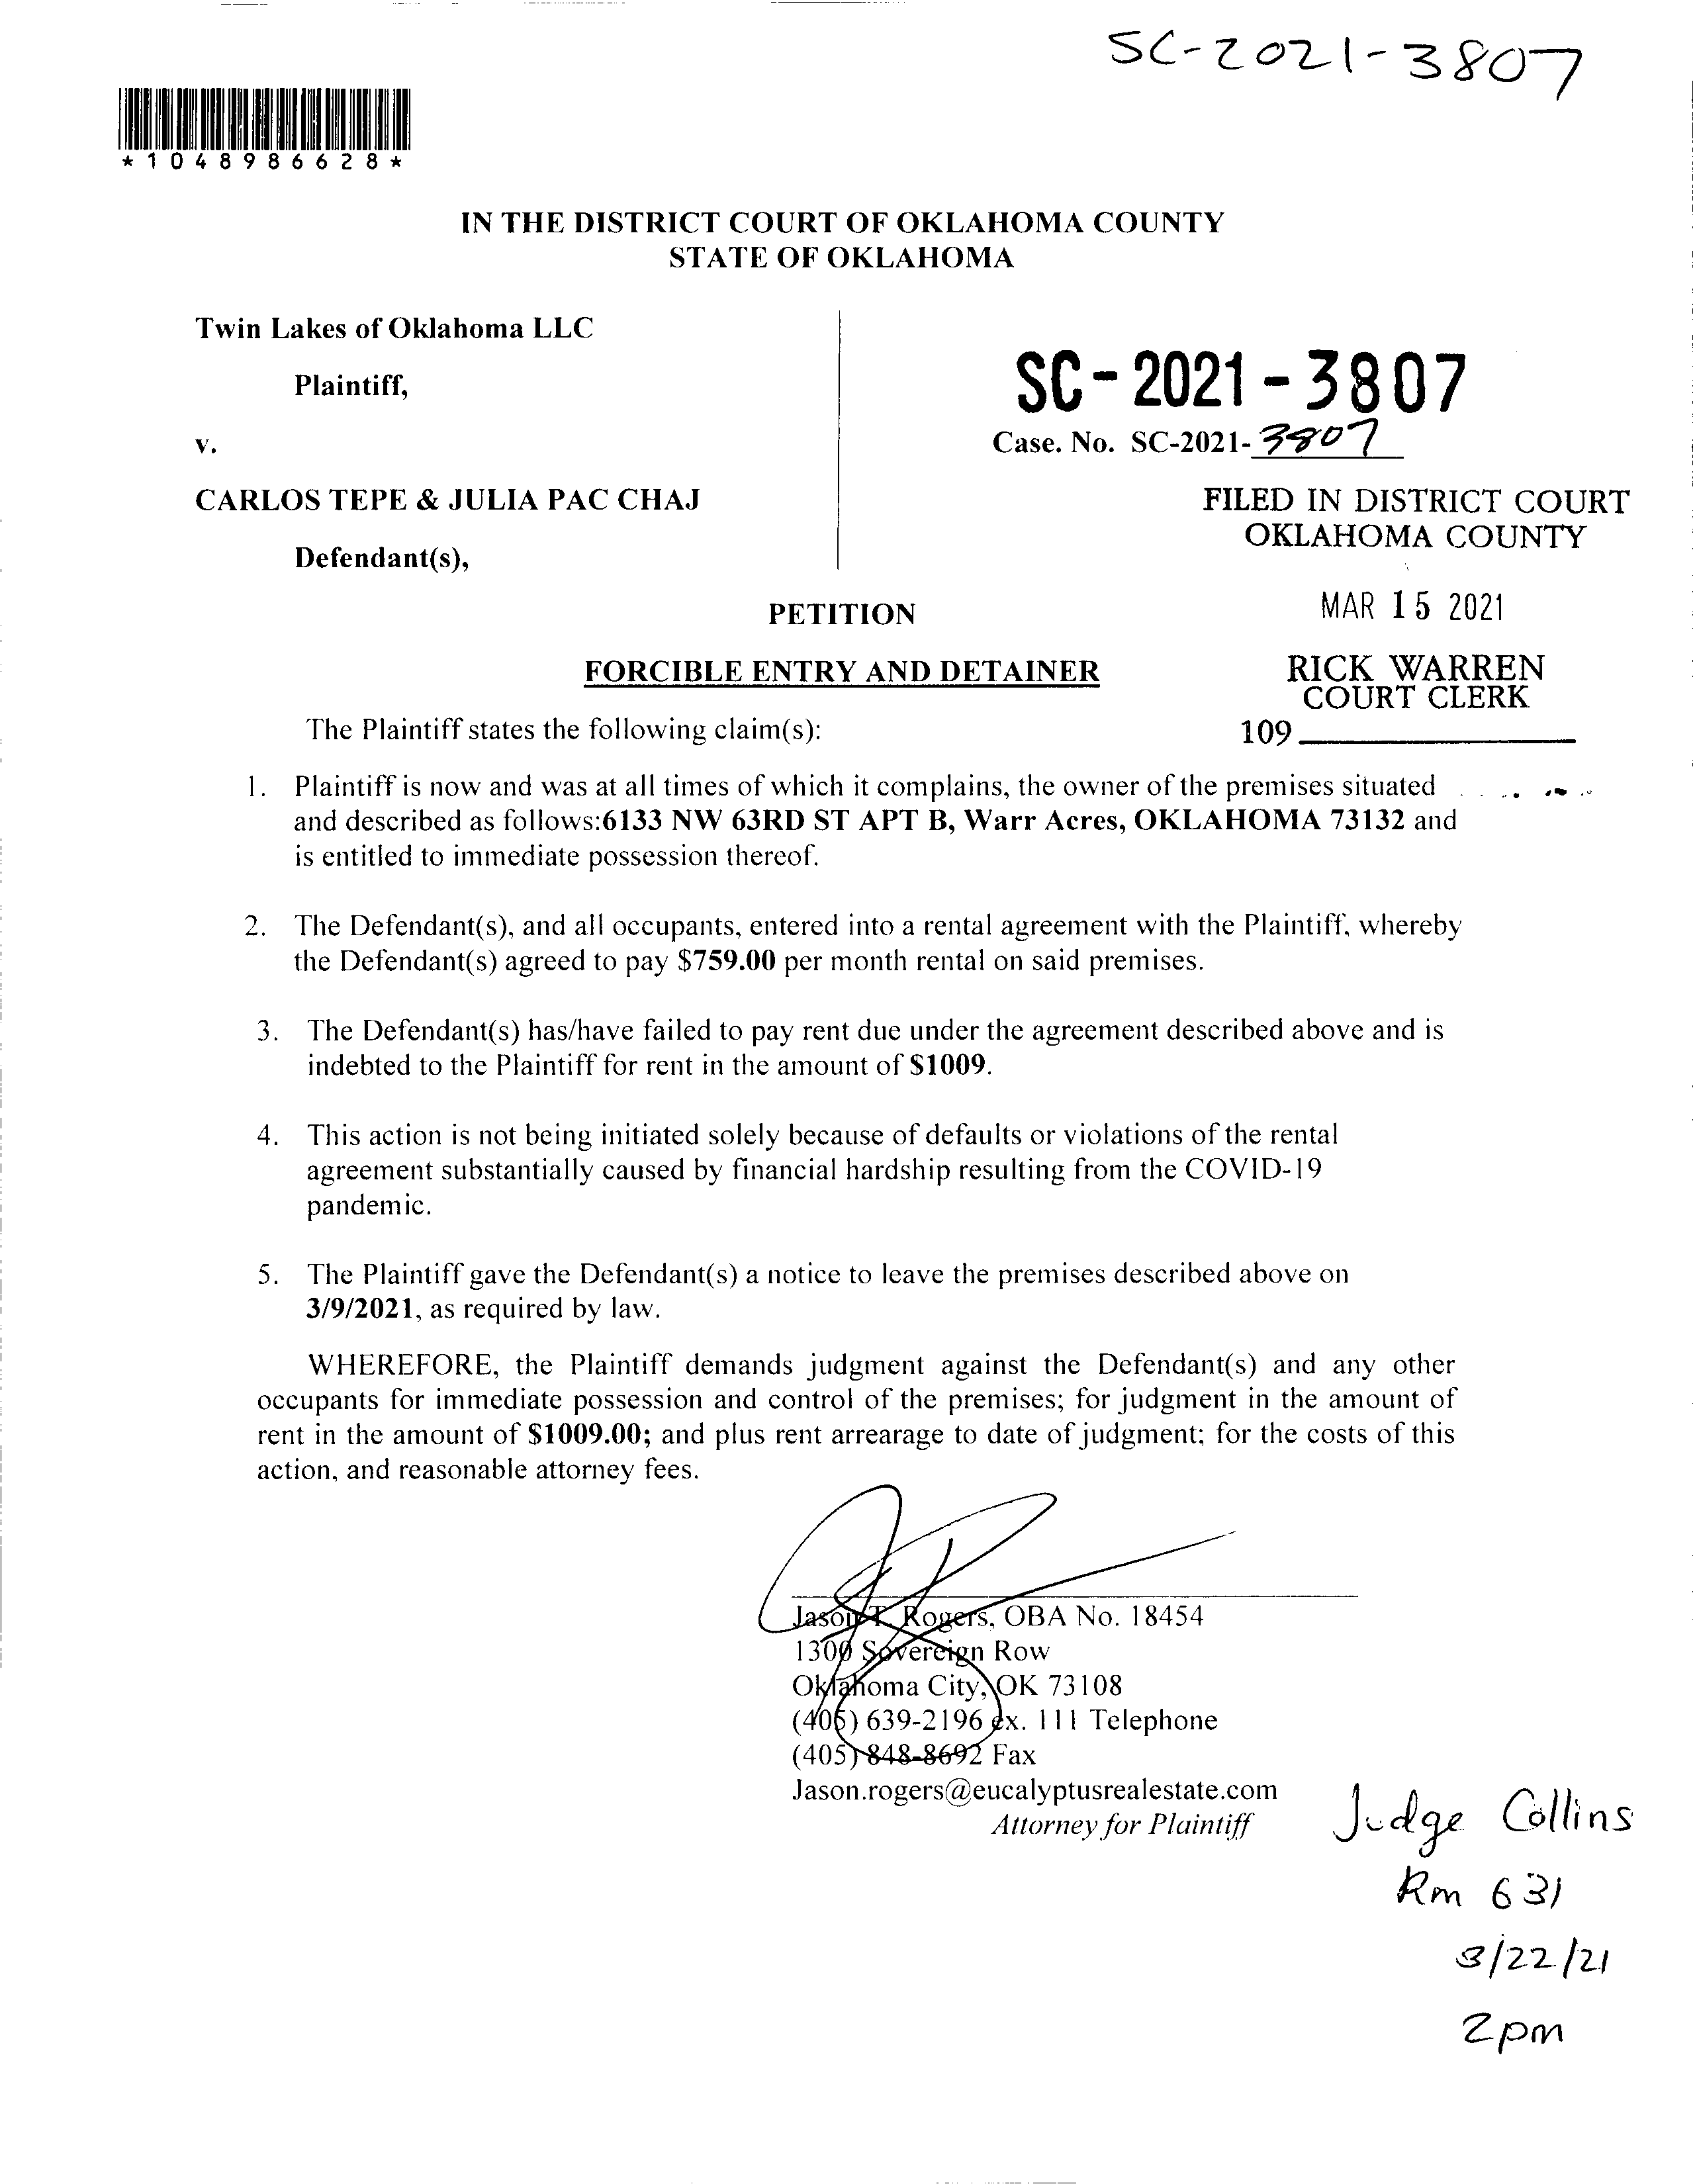 SC-2021-3807
*1048986628*
IN THE DISTRICT COURT OF OKLAHOMA COUNTY
STATE OF OKLAHOMA
Twin Lakes of Oklahoma LLC
Plaintiff,
v.
CARLOS TEPE & JULIA PAC CHAJ
Defendant(s),
SC-2021-3807
Case. No. SC-2021-3807
FILED IN DISTRICT COURT
OKLAHOMA COUNTY
MAR 15 2021
RICK WARREN
COURT CLERK
109
PETITION
FORCIBLE ENTRY AND DETAINER
The Plaintiff states the following claim(s):
1. Plaintiff is now and was at all times of which it complains, the owner of the premises situated
and described as follows:6133 NW 63RD ST APT B, Warr Acres, OKLAHOMA 73132 and
is entitled to immediate possession thereof.
2. The Defendant(s), and all occupants, entered into a rental agreement with the Plaintiff, whereby
the Defendant(s) agreed to pay $759.00 per month rental on said premises.
3. The Defendant(s) has/have failed to pay rent due under the agreement described above and is
indebted to the Plaintiff for rent in the amount of $1009.
4. This action is not being initiated solely because of defaults or violations of the rental
agreement substantially caused by financial hardship resulting from the COVID-19
pandemic.
5. The Plaintiff gave the Defendant(s) a notice to leave the premises described above on
3/9/2021, as required by law.
WHEREFORE, the Plaintiff demands judgment against the Defendant(s) and any other
occupants for immediate possession and control of the premises; for judgment in the amount of
rent in the amount of $1009.00; and plus rent arrearage to date of judgment; for the costs of this
action, and reasonable attorney fees.
Jason T. Rogers, OBA No. 18454
1300 Sovereign Row
Oklahoma City, OK 73108
(405) 639-2196 ex. 111 Telephone
(405) 848-8692 Fax
Jason.rogers@eucalyptusrealestate.com
Attorney for Plaintiff
Judge Collins
Rm 631
3/22/21
2pm